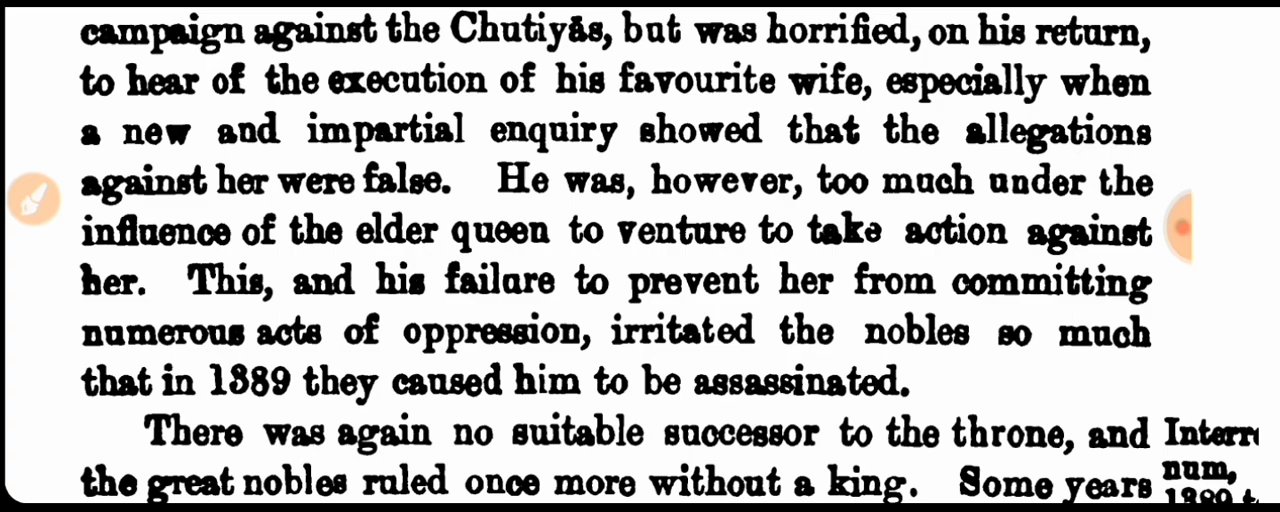 campaign against the Chutiyās, but was horrified, on his return,
to hear of the execution of his favourite wife, especially when
a new and impartial enquiry showed that the allegations
against her were false. He was, however, too much under the
influence of the elder queen to venture to take action against
her. This, and his failure to prevent her from committing
numerous acts of oppression, irritated the nobles so much
that in 1389 they caused him to be assassinated.
There was again no suitable successor to the throne, and
the great nobles ruled once more without a king. Some years
Interre
num,
1389 t